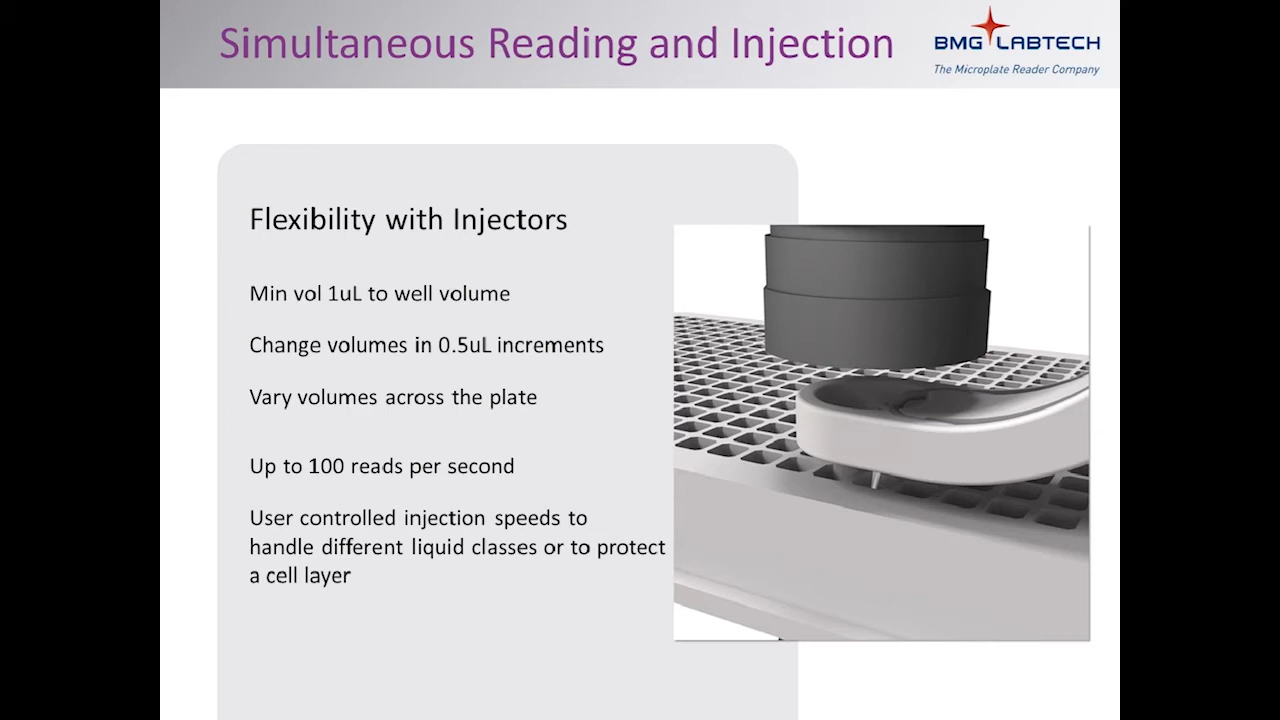 Simultaneous Reading and Injection
BMG LABTECH
The Microplate Reader Company
Flexibility with Injectors
Min vol 1uL to well volume
Change volumes in 0.5uL increments
Vary volumes across the plate
Up to 100 reads per second
User controlled injection speeds to
handle different liquid classes or to protect
a cell layer